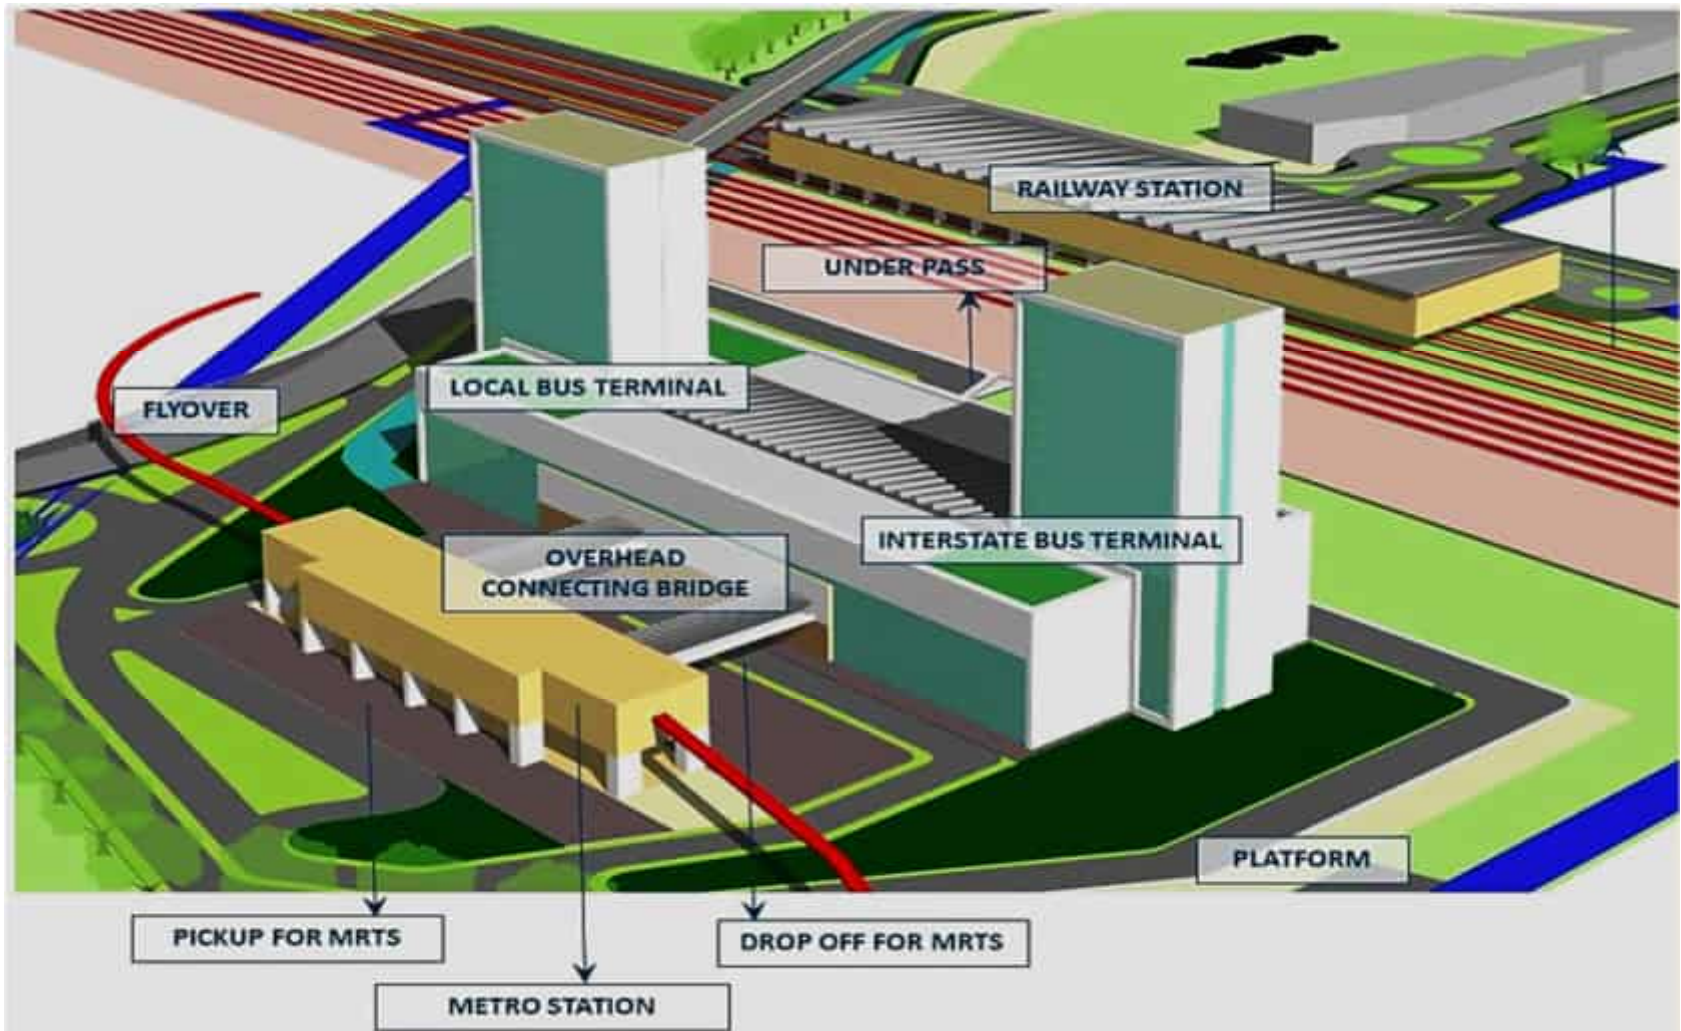 RAILWAY STATION
UNDER PASS
LOCAL BUS TERMINAL
FLYOVER
INTERSTATE BUS TERMINAL
OVERHEAD
CONNECTING BRIDGE
PLATFORM
PICKUP FOR MRTS
DROP OFF FOR MRTS
METRO STATION